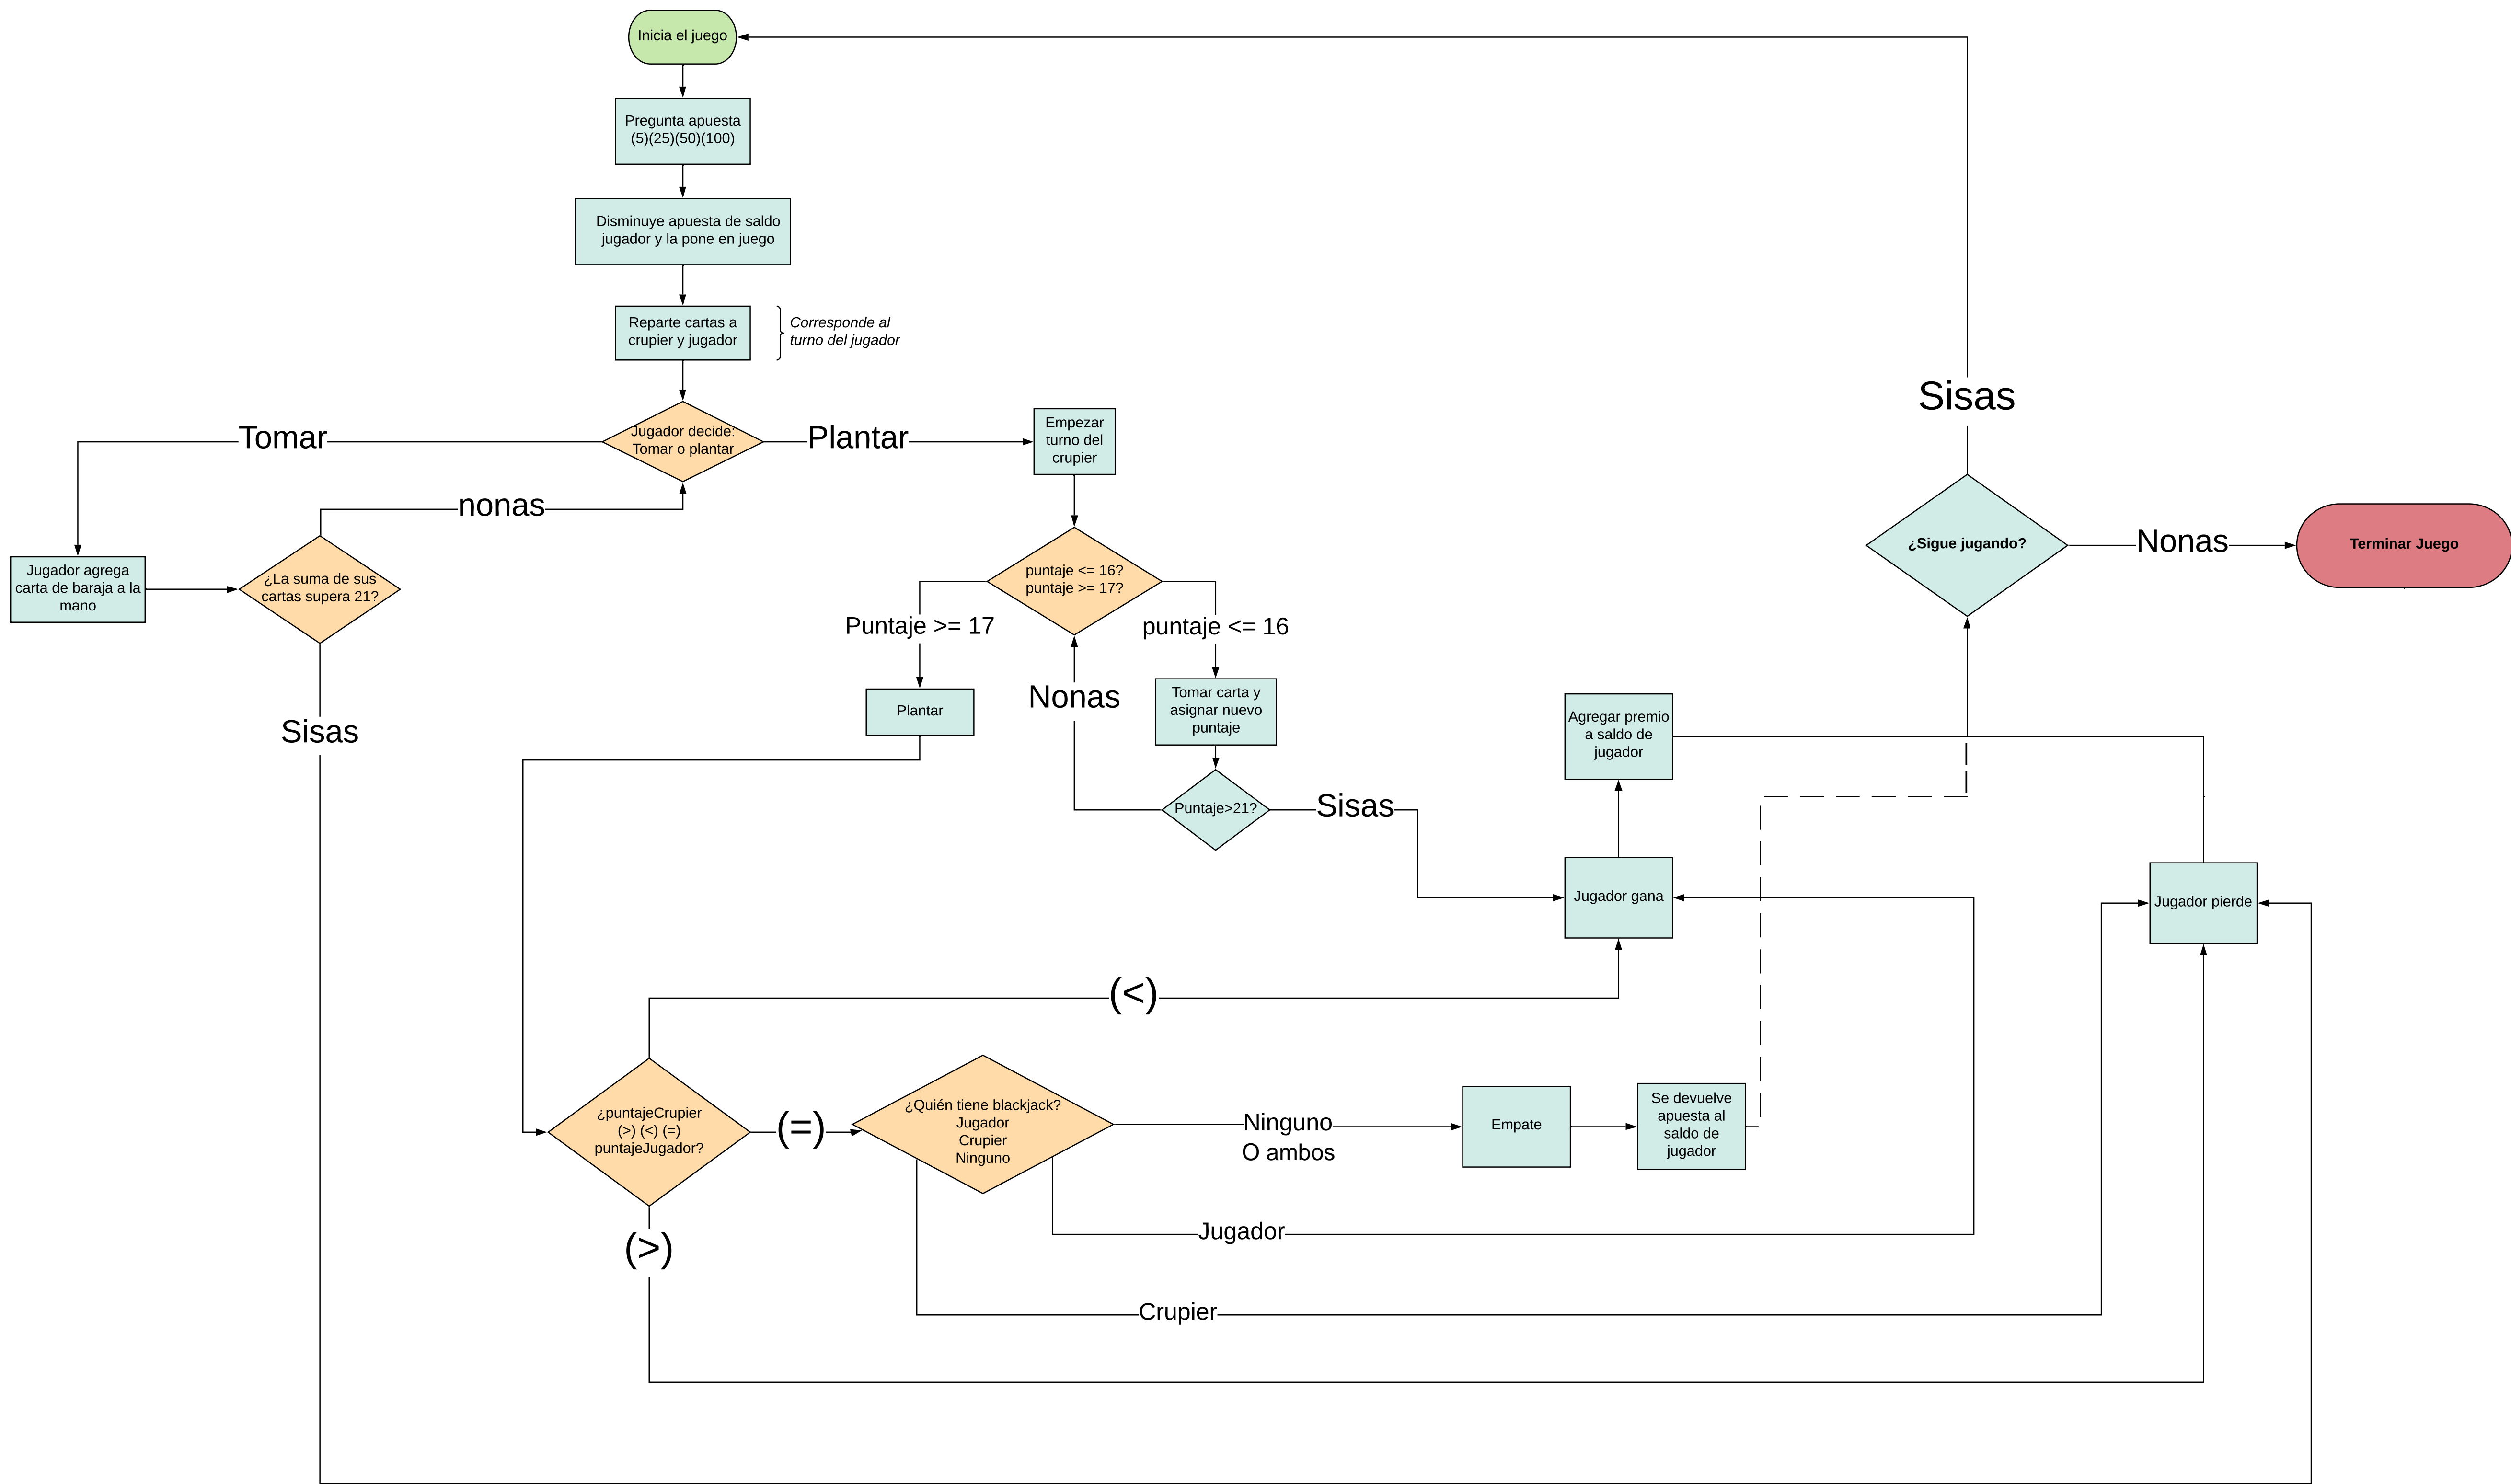 Inicia el juego
Pregunta apuesta
(5)(25)(50)(100)
Disminuye apuesta de saldo
jugador y la pone en juego
Reparte cartas a
crupier y jugador
Corresponde al
turno del jugador
Jugador decide:
Tomar o plantar
Tomar
Plantar
Empezar
turno del
crupier
nonas
Jugador agrega
carta de baraja a la
mano
¿La suma de sus
cartas supera 21?
Sisas
puntaje <= 16?
puntaje >= 17?
Puntaje >= 17
puntaje <= 16
Plantar
Nonas
Tomar carta y
asignar nuevo
puntaje
Puntaje>21?
Sisas
Sisas
¿Sigue jugando?
Nonas
Terminar Juego
Agregar premio
a saldo de
jugador
Jugador gana
Jugador pierde
(<)
¿puntajeCrupier
(>) (<) (=)
puntajeJugador?
(=)
¿Quién tiene blackjack?
Jugador
Crupier
Ninguno
Ninguno
O ambos
Empate
Se devuelve
apuesta al
saldo de
jugador
(>)
Jugador
Crupier